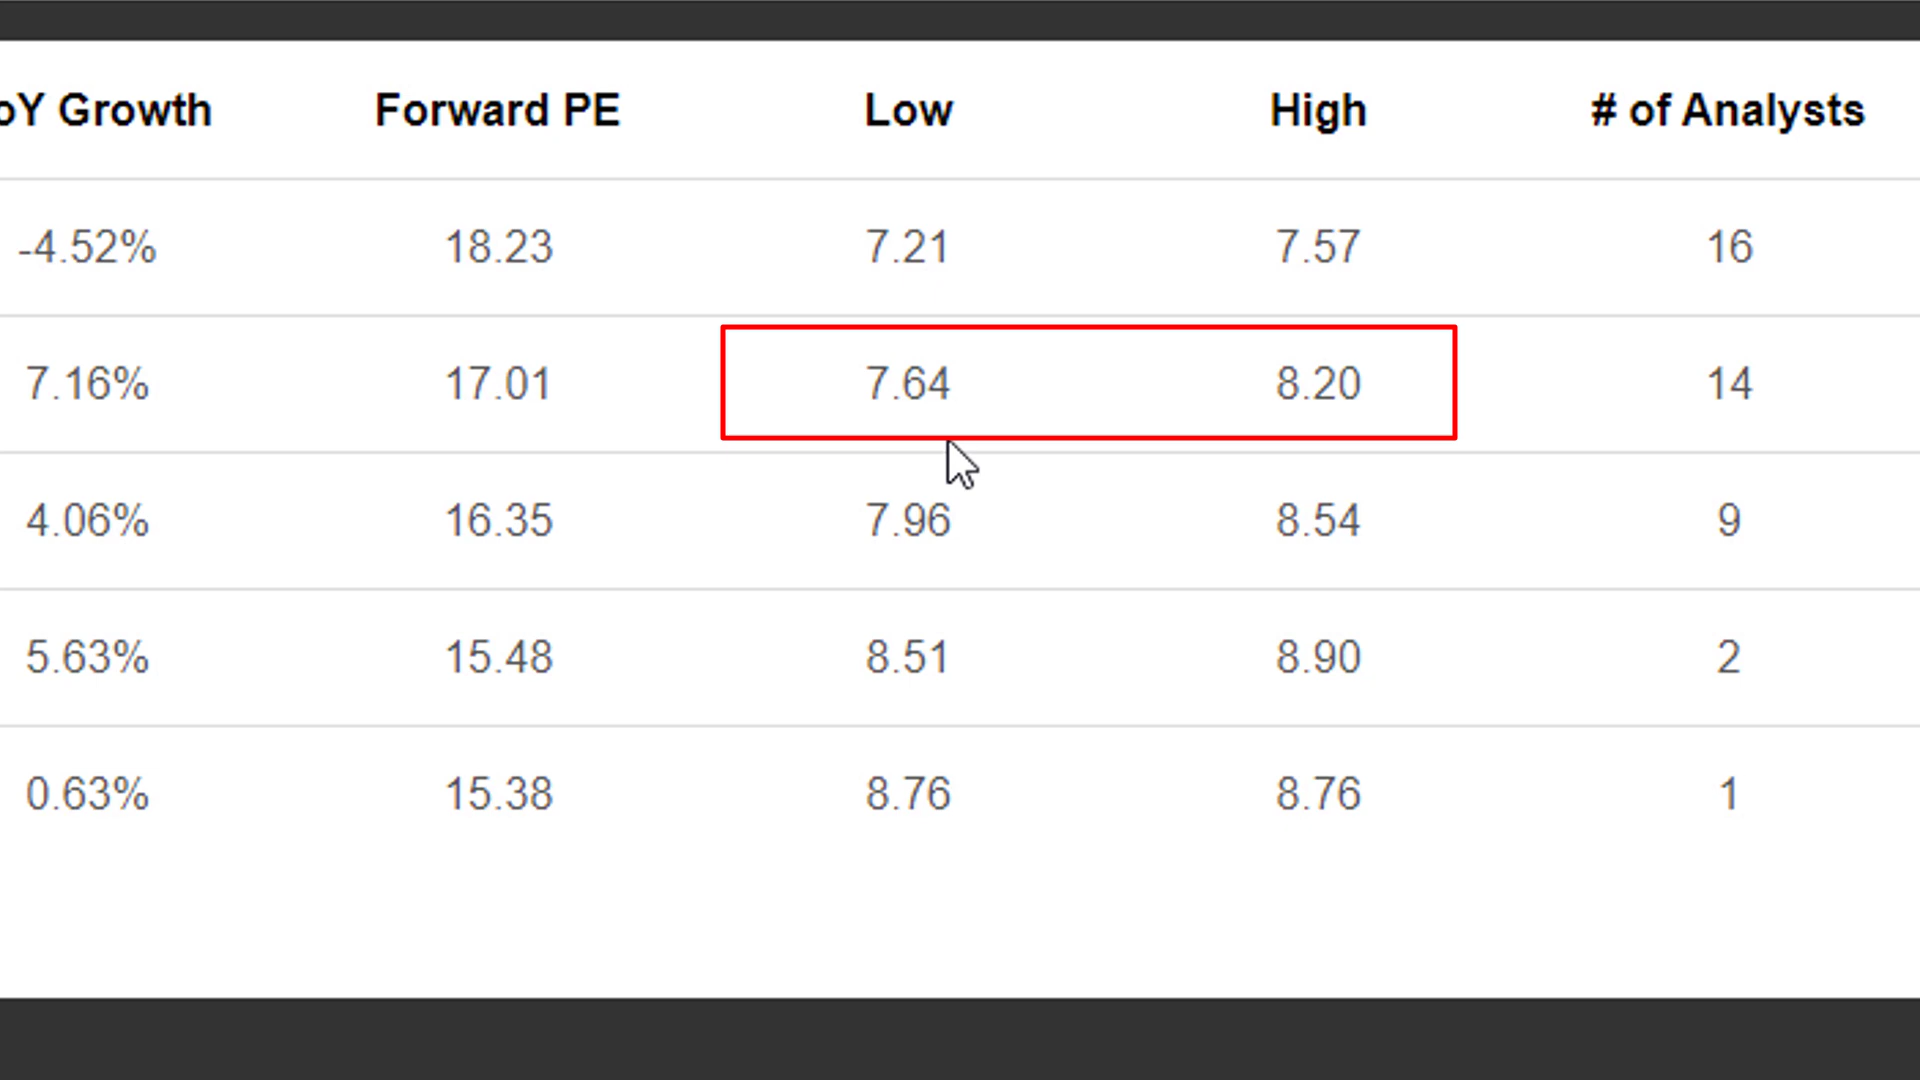 oY Growth Forward PE Low High # of Analysts
-4.52% 18.23 7.21 7.57 16
7.16% 17.01 7.64 8.20 14
4.06% 16.35 7.96 8.54 9
5.63% 15.48 8.51 8.90 2
0.63% 15.38 8.76 8.76 1